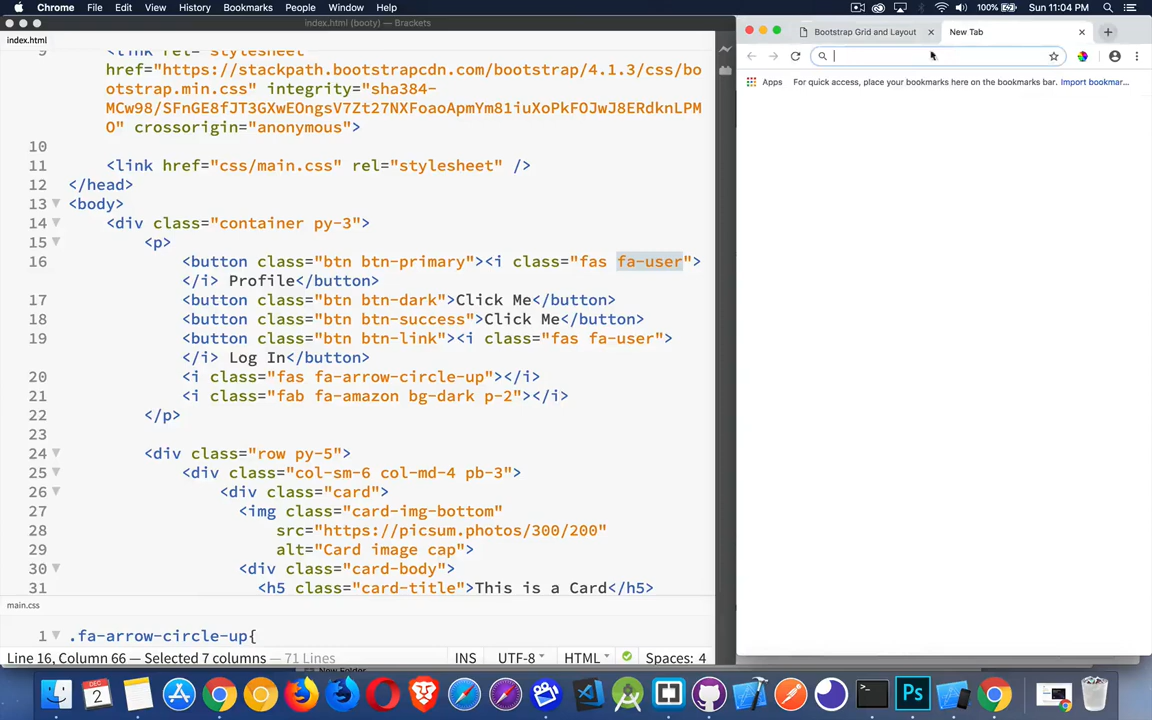 Chrome File Edit View History Bookmarks People Window Help 100% Sun 11:04 PM
index.html (booty) — Brackets
index.html
9 <link rel="stylesheet"
href="https://stackpath.bootstrapcdn.com/bootstrap/4.1.3/css/bo
otstrap.min.css" integrity="sha384-
MCw98/SFnGE8fJT3GXwEOngsV7Zt27NXFoaoApmYm81iuXoPkFOJwJ8ERdknLPM
O" crossorigin="anonymous">
10
11 <link href="css/main.css" rel="stylesheet" />
12 </head>
13 <body>
14 <div class="container py-3">
15 <p>
16 <button class="btn btn-primary"><i class="fas fa-user">
</i> Profile</button>
17 <button class="btn btn-dark">Click Me</button>
18 <button class="btn btn-success">Click Me</button>
19 <button class="btn btn-link"><i class="fas fa-user">
</i> Log In</button>
20 <i class="fas fa-arrow-circle-up"></i>
21 <i class="fab fa-amazon bg-dark p-2"></i>
22 </p>
23
24 <div class="row py-5">
25 <div class="col-sm-6 col-md-4 pb-3">
26 <div class="card">
27 <img class="card-img-bottom"
28 src="https://picsum.photos/300/200"
29 alt="Card image cap">
30 <div class="card-body">
31 <h5 class="card-title">This is a Card</h5>
main.css
1 .fa-arrow-circle-up{
Line 16, Column 66 — Selected 7 columns — 71 Lines INS UTF-8 HTML Spaces: 4
Bootstrap Grid and Layout New Tab
Apps For quick access, place your bookmarks here on the bookmarks bar. Import bookmar...
New Folder
DEC
2
Ps